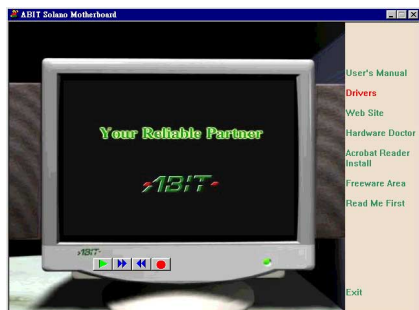 ABIT Solano Motherboard
Your Reliable Partner
ABIT
ABIT
User's Manual
Drivers
Web Site
Hardware Doctor
Acrobat Reader
Install
Freeware Area
Read Me First
Exit